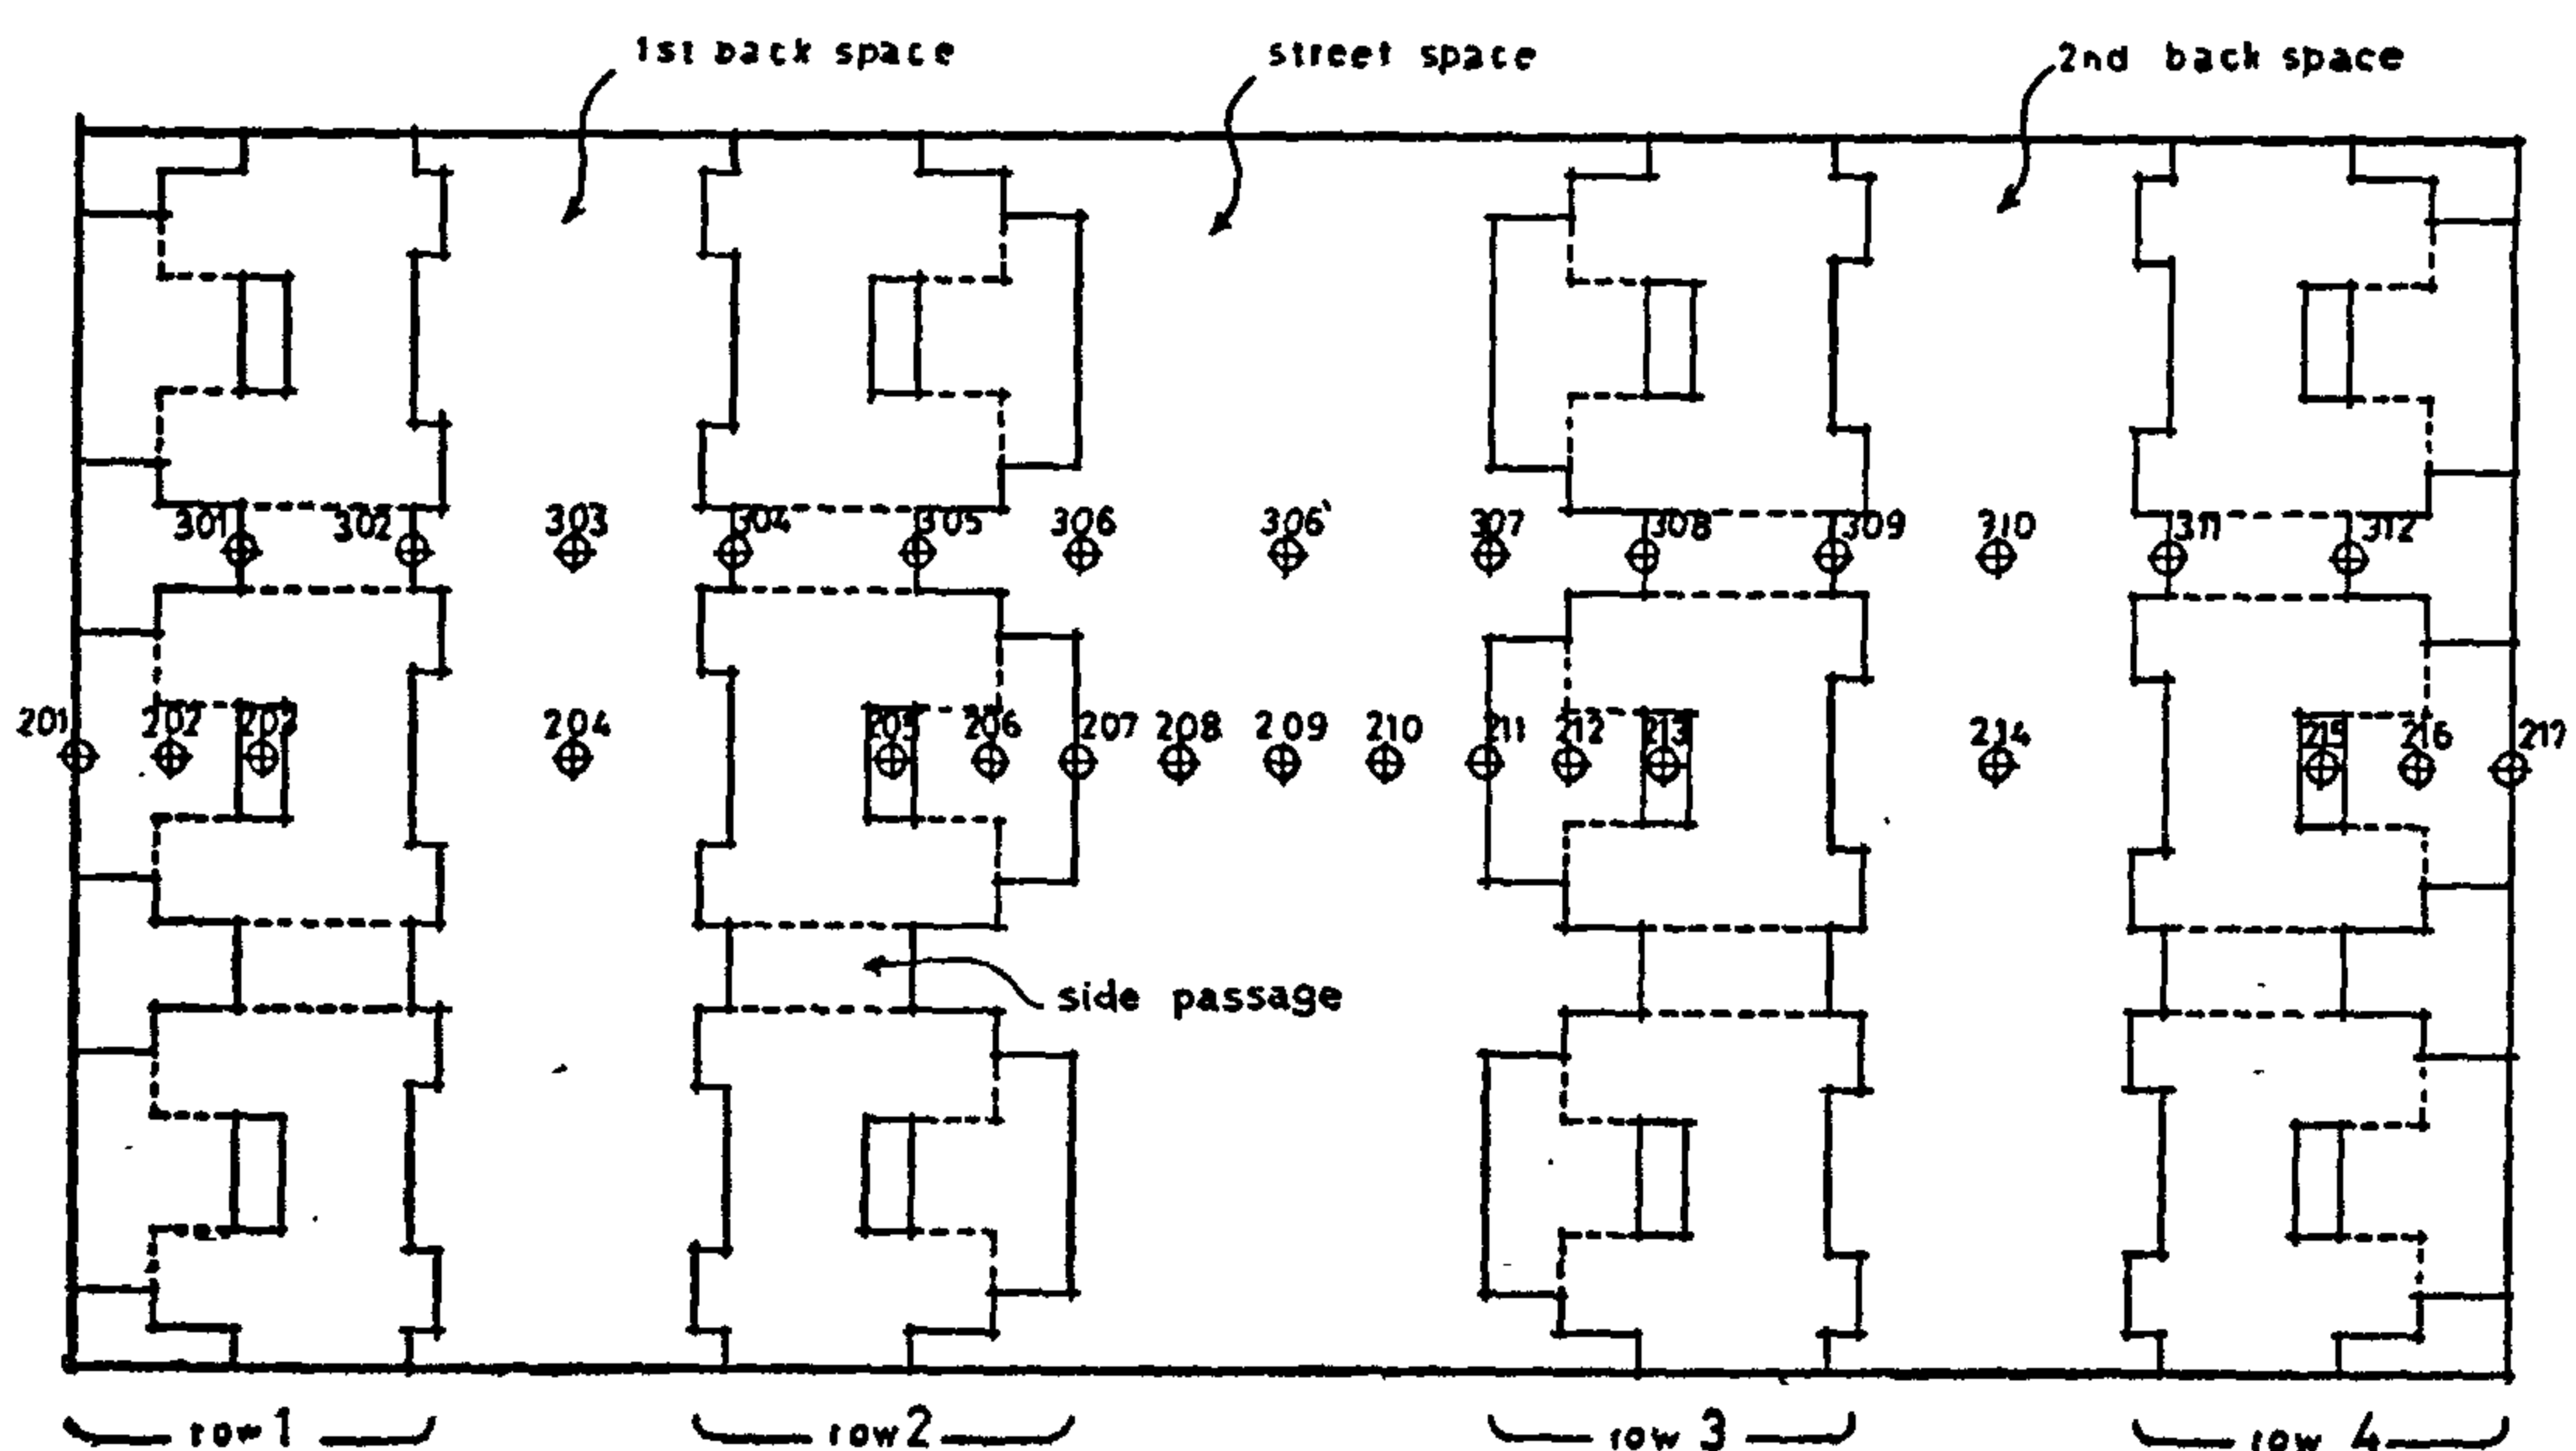 1st back space street space 2nd back space
301 302 303 304 305 306 306' 307 308 309 310 311 312
201 202 203 204 205 206 207 208 209 210 211 212 213 214 215 216 217
side passage
row 1 row 2 row 3 row 4